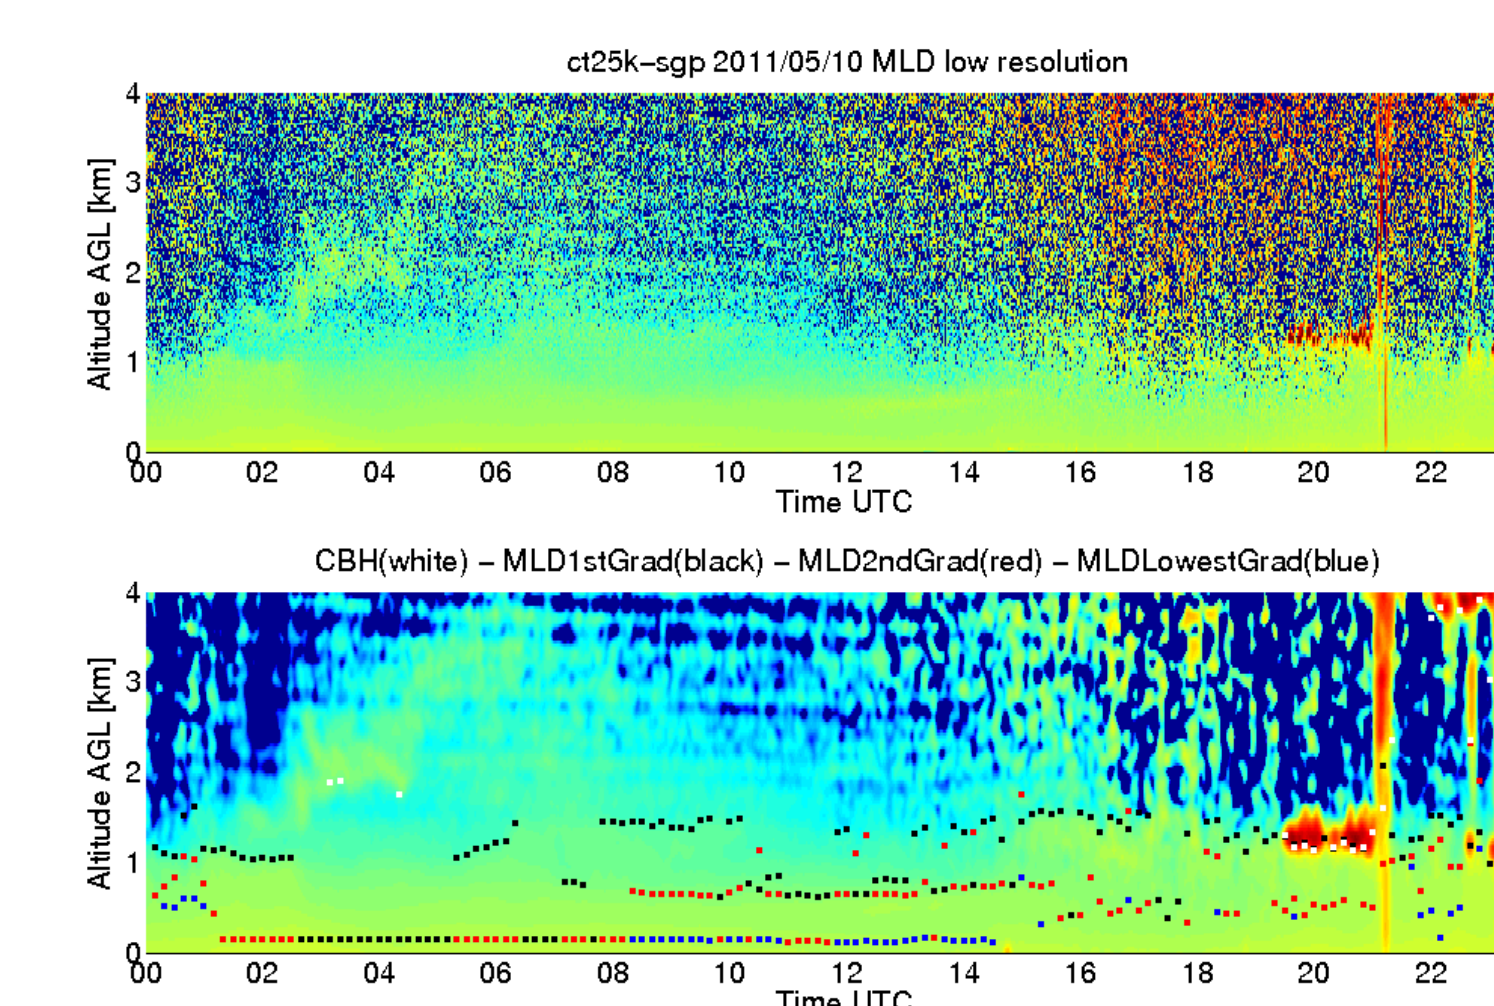 ct25k-sgp 2011/05/10 MLD low resolution
4
3
2
1
0
Altitude AGL [km]
00 02 04 06 08 10 12 14 16 18 20 22
Time UTC
CBH(white) - MLD1stGrad(black) - MLD2ndGrad(red) - MLDLowestGrad(blue)
4
3
2
1
0
Altitude AGL [km]
00 02 04 06 08 10 12 14 16 18 20 22
Time UTC